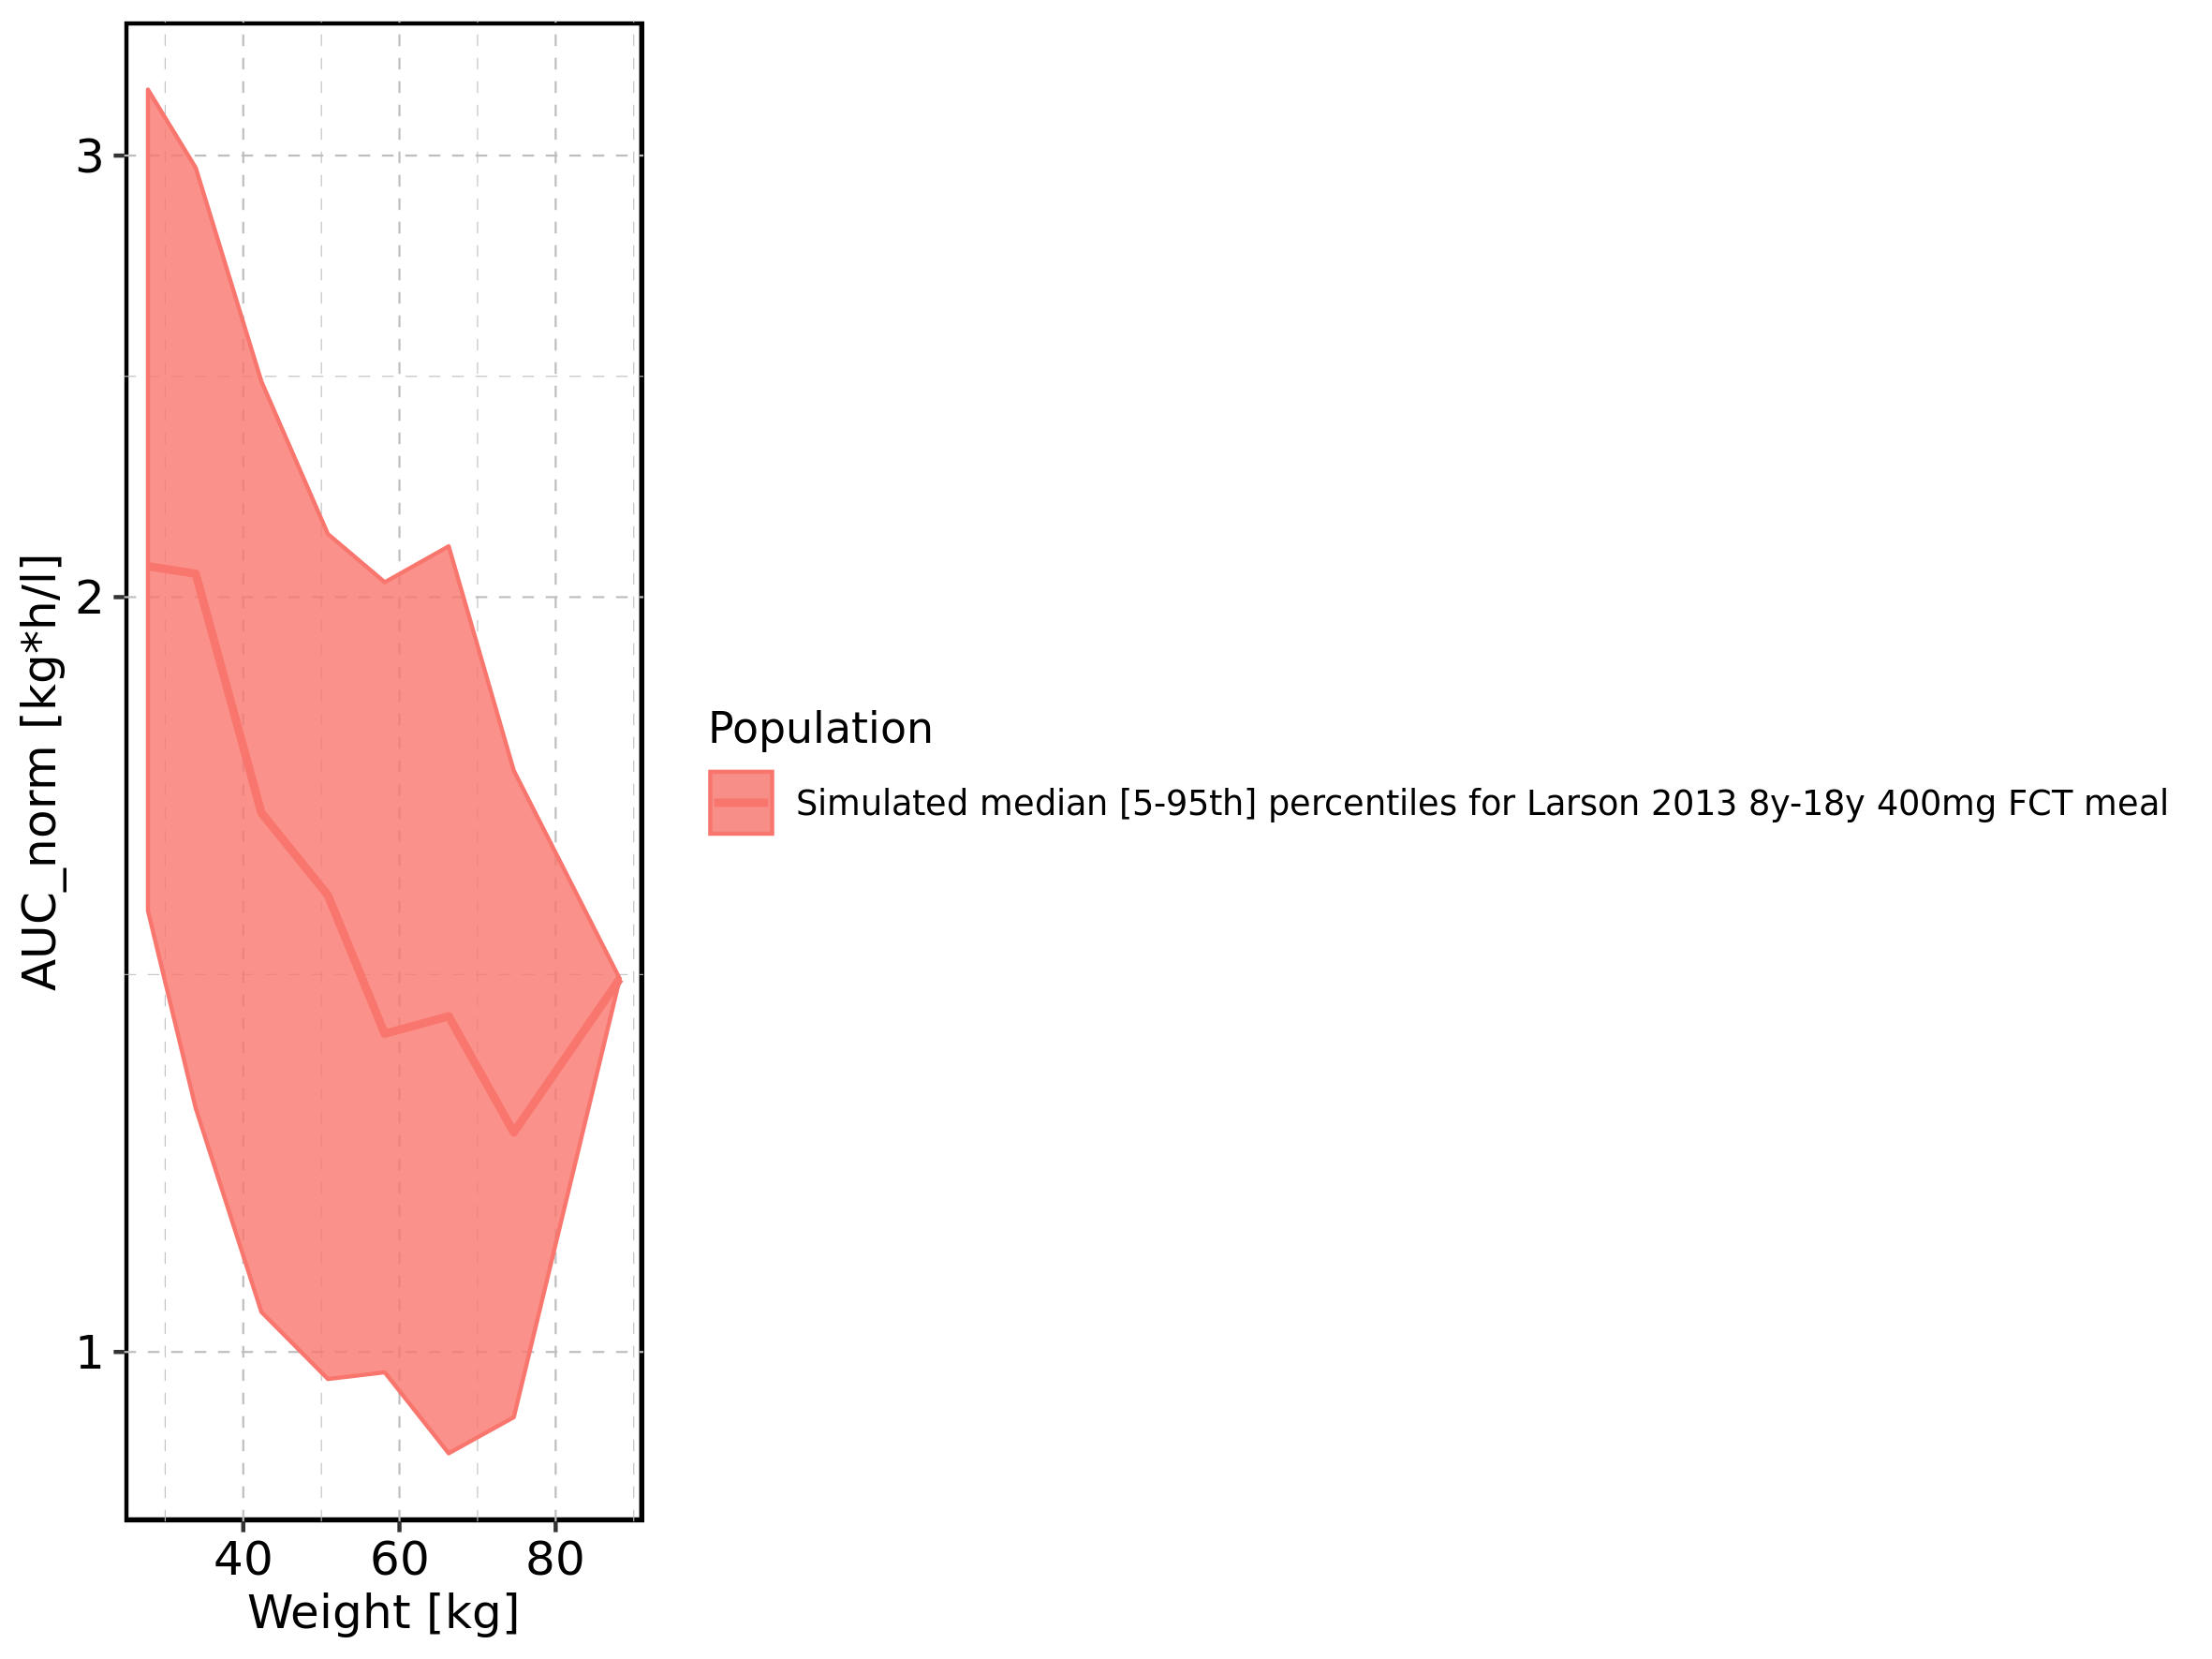 3
2
1
AUC_norm [kg*h/l]
40 60 80
Weight [kg]
Population
Simulated median [5-95th] percentiles for Larson 2013 8y-18y 400mg FCT meal